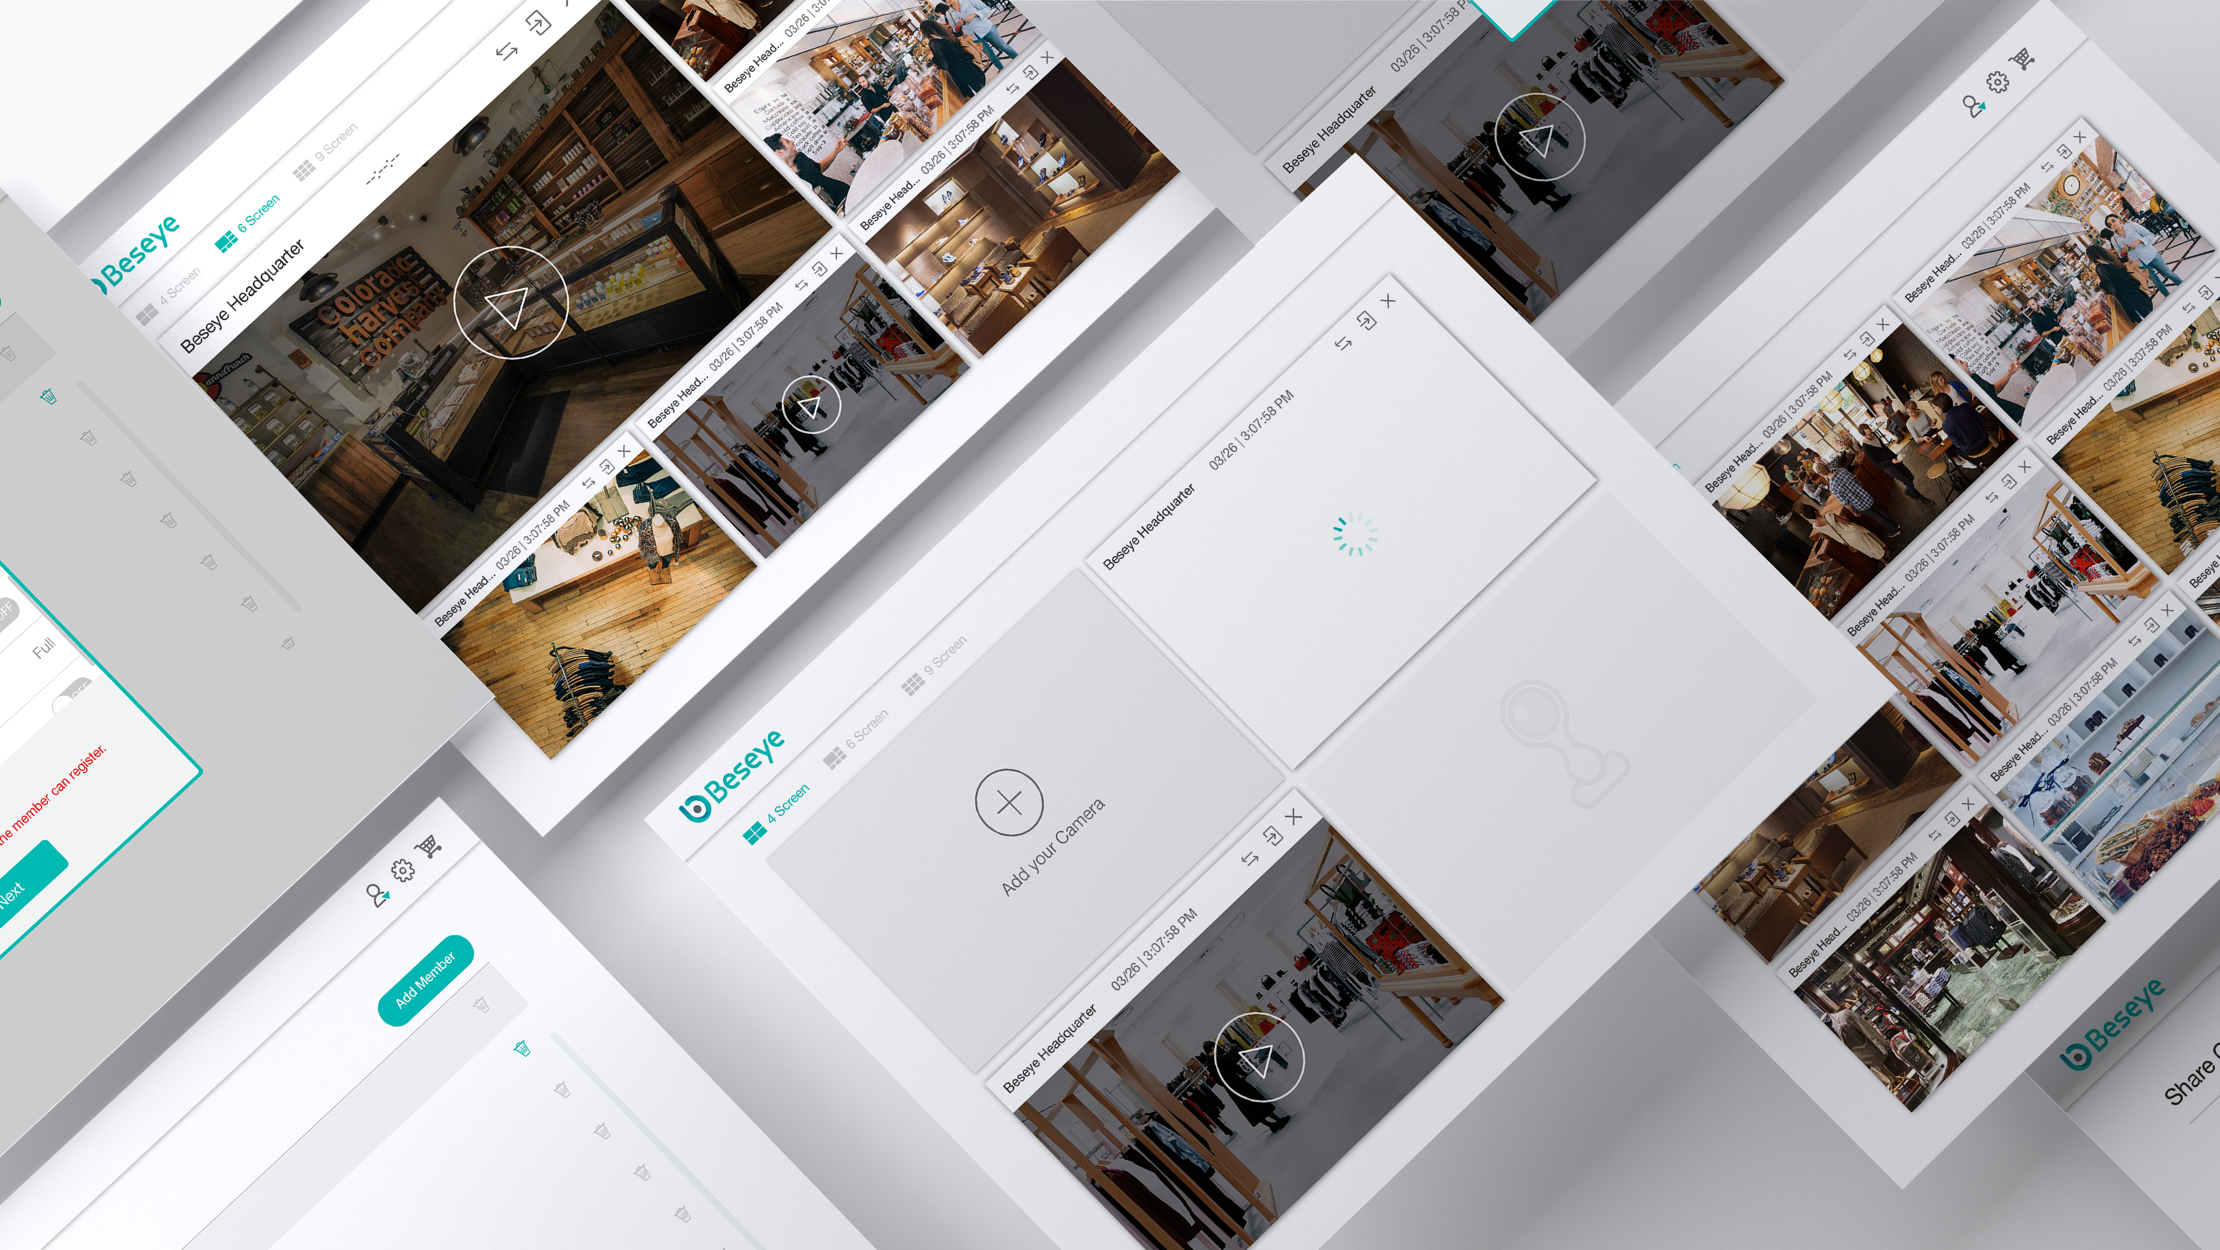 Beseye
4 Screen
6 Screen
9 Screen
Beseye Headquarter
--:--:--
colorado
harvest
company
Beseye Head... 03/26 | 3:07:58 PM
Beseye Head... 03/26 | 3:07:58 PM
Beseye Head... 03/26 | 3:07:58 PM
Beseye Head... 03/26 | 3:07:58 PM
Beseye Headquarter 03/26 | 3:07:58 PM
Beseye
4 Screen
6 Screen
9 Screen
Add your Camera
Beseye Headquarter 03/26 | 3:07:58 PM
Beseye Headquarter 03/26 | 3:07:58 PM
Beseye Head... 03/26 | 3:07:58 PM
Beseye Head... 03/26 | 3:07:58 PM
Beseye Head... 03/26 | 3:07:58 PM
Beseye Head... 03/26 | 3:07:58 PM
Beseye Head... 03/26 | 3:07:58 PM
Beseye Head... 03/26 | 3:07:58 PM
Beseye Head...
OFF
Full
OFF
the member can register.
Next
Add Member
Beseye
Share